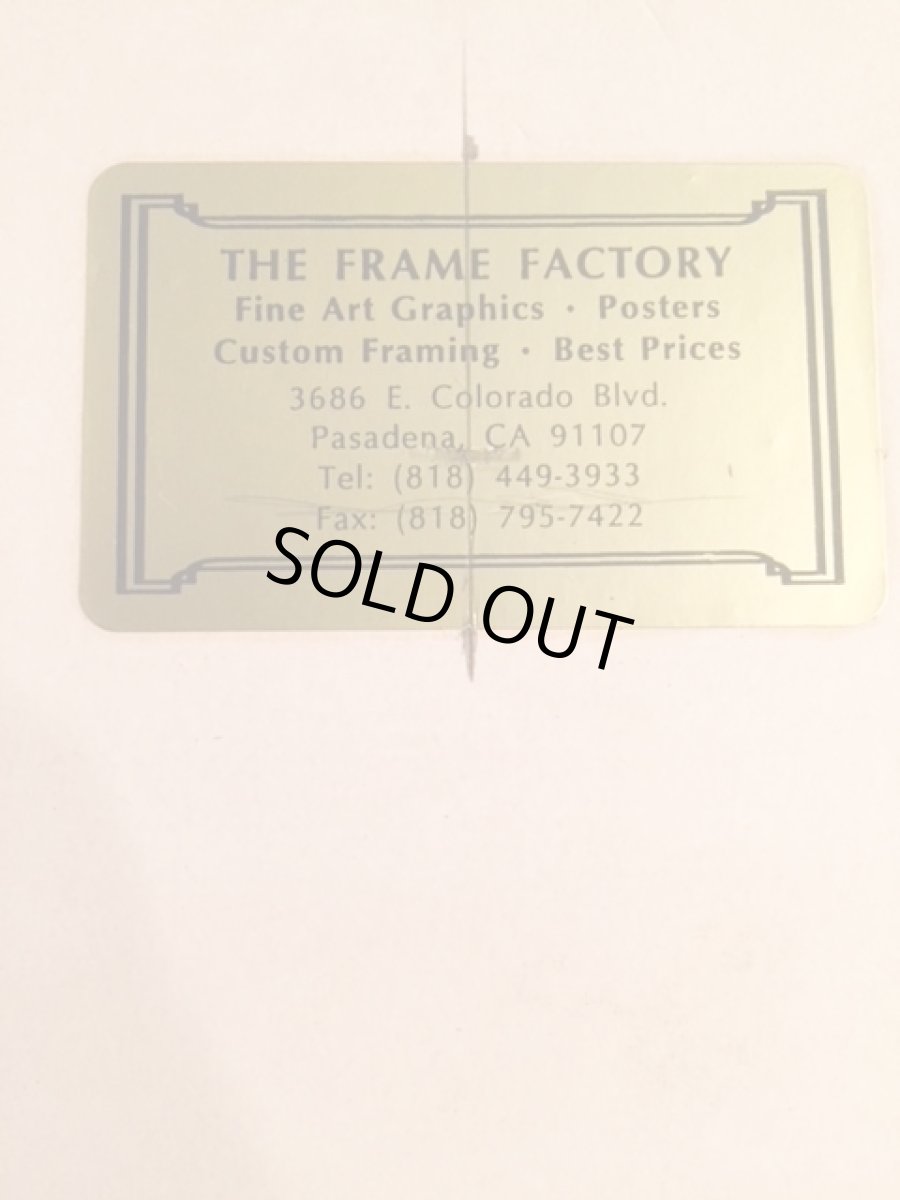 THE FRAME FACTORY
Fine Art Graphics · Posters
Custom Framing · Best Prices
3686 E. Colorado Blvd.
Pasadena, CA 91107
Tel: (818) 449-3933
Fax: (818) 795-7422
SOLD OUT